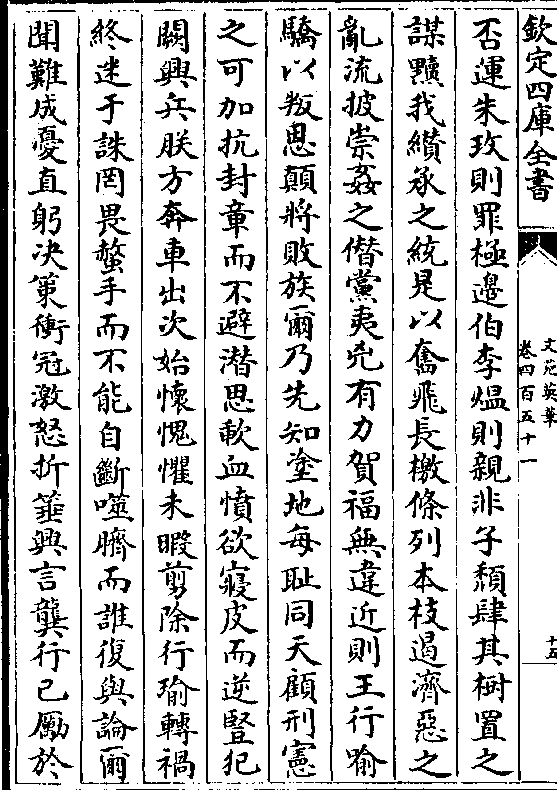 欽定四庫全書
文苑英華
卷四百五十一
十五
否運朱玫則罪極邊伯李熅則親非子頽肆其樹置之
謀黷我纉承之統是以奮飛長檄條列本枝遏濟惡之
亂流披崇姦之僣黨夷兇有力賀福無違近則王行瑜
驕以叛恩顛將敗族爾乃先知塗地每耻同天顧刑憲
之可加抗封章而不避潜思歃血憤欲寢皮而逆豎犯
闕興兵朕方奔車出次始懷愧懼未暇剪除行瑜轉禍
終迷于誅罔畏螫手而不能自斷噬臍而誰復與論爾
聞難成憂直躬决策衝冠激怒折箠興言龔行已勵於